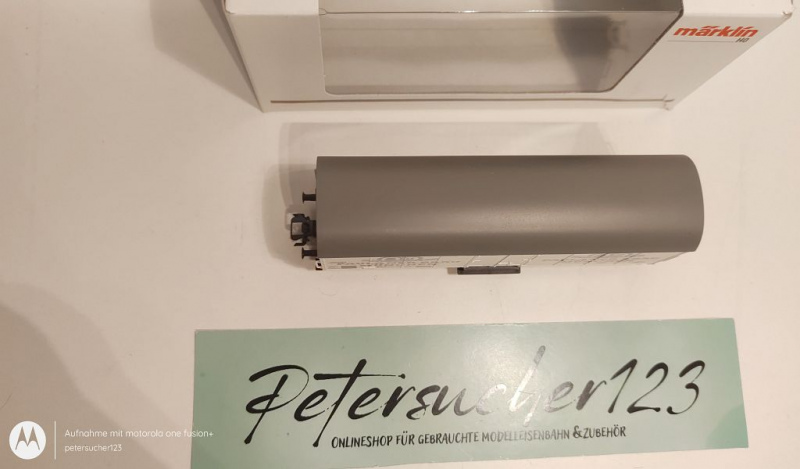 märklin
H0
Petersucher123
ONLINESHOP FÜR GEBRAUCHTE MODELLEISENBAHN & ZUBEHÖR
Aufnahme mit motorola one fusion+
petersucher123